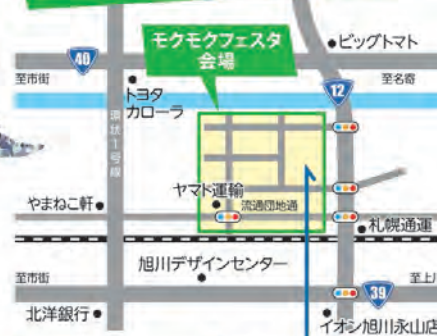 モクモクフェスタ
会場
ビッグトマト
40
至市街
トヨタ
カローラ
12
至名寄
環状1号線
ヤマト運輸
流通団地通
やまねこ軒
札幌通運
旭川デザインセンター
至市街
39
至上川
北洋銀行
イオン旭川永山店